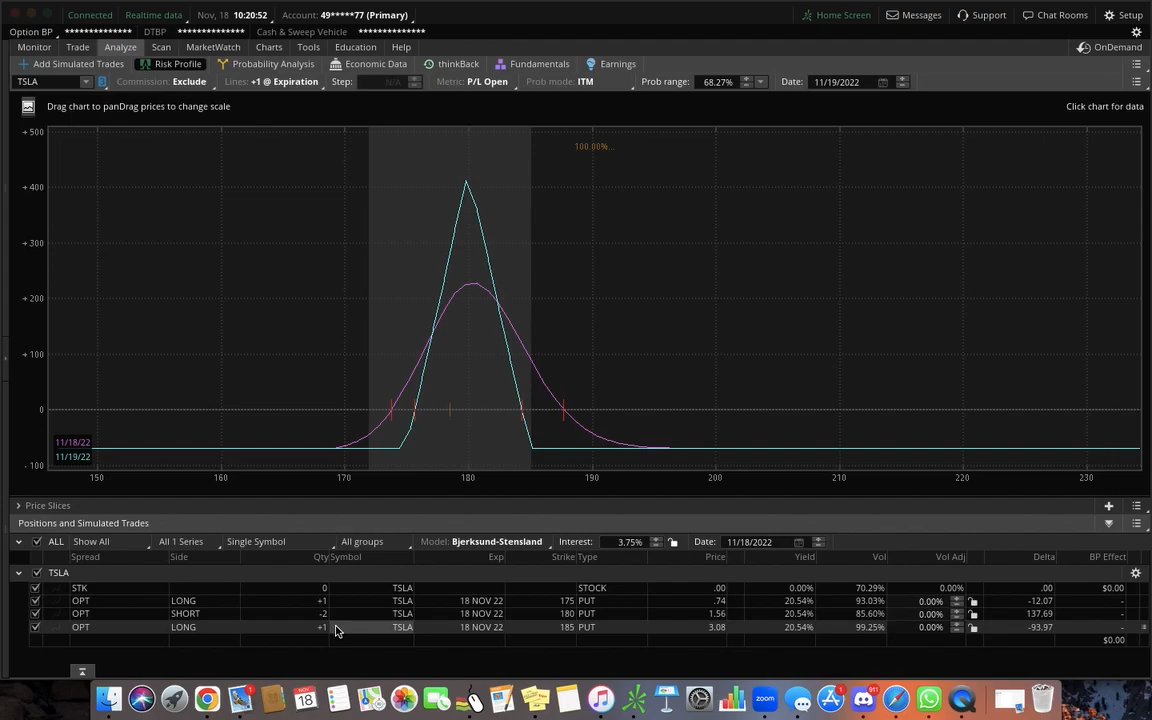 Connected Realtime data Nov, 18 10:20:52 Account: 49*****77 (Primary) Home Screen Messages Support Chat Rooms Setup
Option BP ************** DTBP ************** Cash & Sweep Vehicle **************
Monitor Trade Analyze Scan MarketWatch Charts Tools Education Help OnDemand
Add Simulated Trades Risk Profile Probability Analysis Economic Data thinkBack Fundamentals Earnings
TSLA Commission: Exclude Lines: +1 @ Expiration Step: N/A Metric: P/L Open Prob mode: ITM Prob range: 68.27% Date: 11/19/2022
Drag chart to panDrag prices to change scale Click chart for data
+ 500
100.00%...
+ 400
+ 300
+ 200
+ 100
0
11/18/22
11/19/22
- 100
150 160 170 180 190 200 210 220 230
Price Slices
Positions and Simulated Trades
ALL Show All All 1 Series Single Symbol All groups Model: Bjerksund-Stensland Interest: 3.75% Date: 11/18/2022
Spread Side Qty Symbol Exp Strike Type Price Yield Vol Vol Adj Delta BP Effect
TSLA
STK 0 TSLA STOCK .00 0.00% 70.29% 0.00% .00 $0.00
OPT LONG +1 TSLA 18 NOV 22 175 PUT .74 20.54% 93.03% 0.00% -12.07 -
OPT SHORT -2 TSLA 18 NOV 22 180 PUT 1.56 20.54% 85.60% 0.00% 137.69 -
OPT LONG +1 TSLA 18 NOV 22 185 PUT 3.08 20.54% 99.25% 0.00% -93.97 -
$0.00
NOV
18
zoom